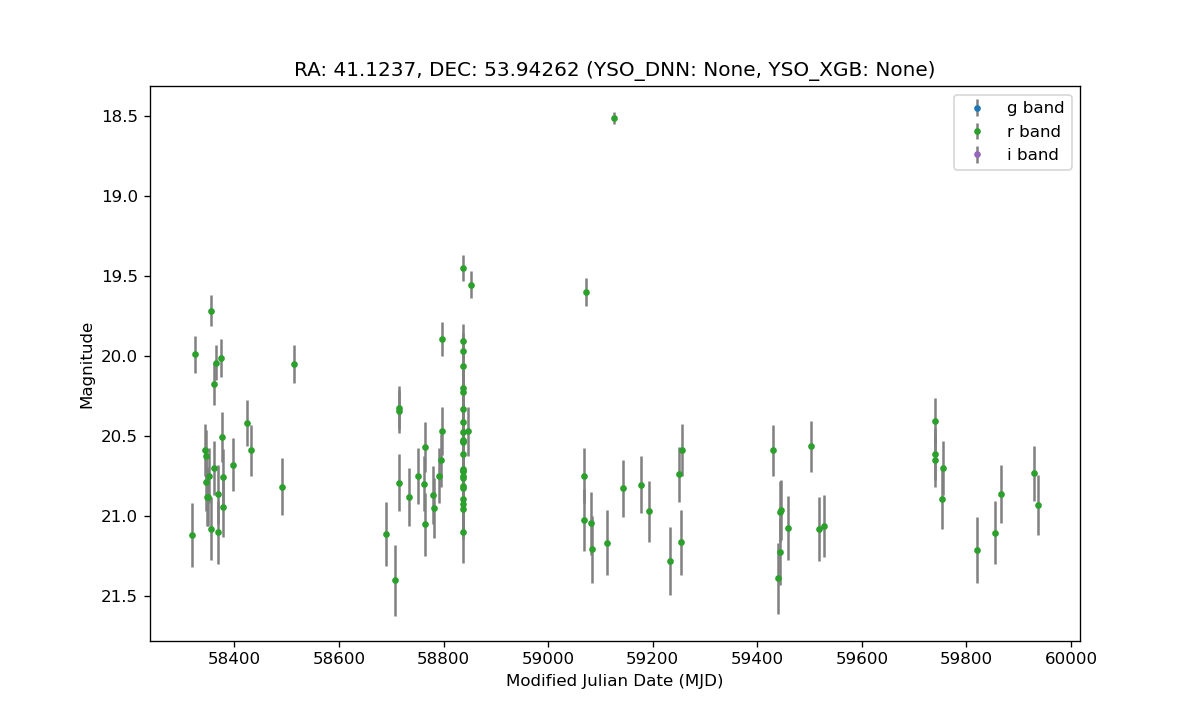 RA: 41.1237, DEC: 53.94262 (YSO_DNN: None, YSO_XGB: None)
g band
r band
i band
18.5
19.0
19.5
20.0
20.5
21.0
21.5
Magnitude
58400 58600 58800 59000 59200 59400 59600 59800 60000
Modified Julian Date (MJD)